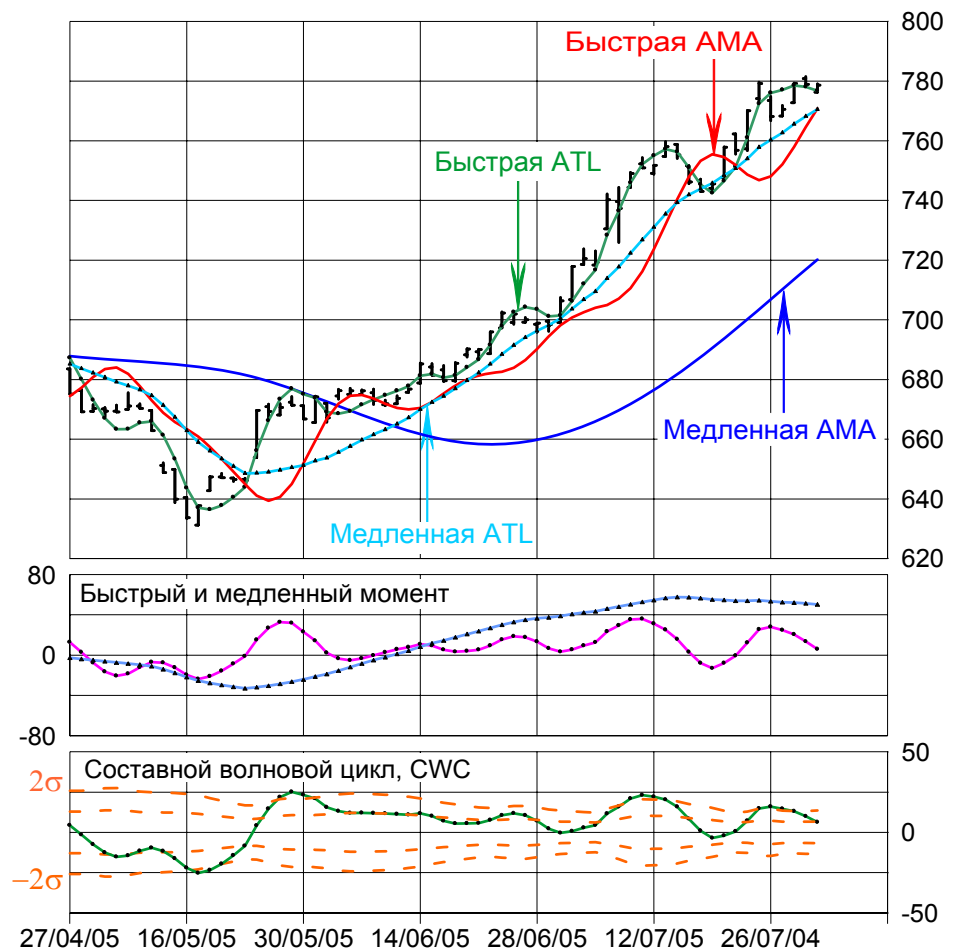 800
Быстрая AMA
780
760
Быстрая ATL
740
720
700
680
Медленная AMA
660
640
Медленная ATL
620
80
Быстрый и медленный момент
0
-80
50
Составной волновой цикл, CWC
2σ
0
−2σ
-50
27/04/05 16/05/05 30/05/05 14/06/05 28/06/05 12/07/05 26/07/04